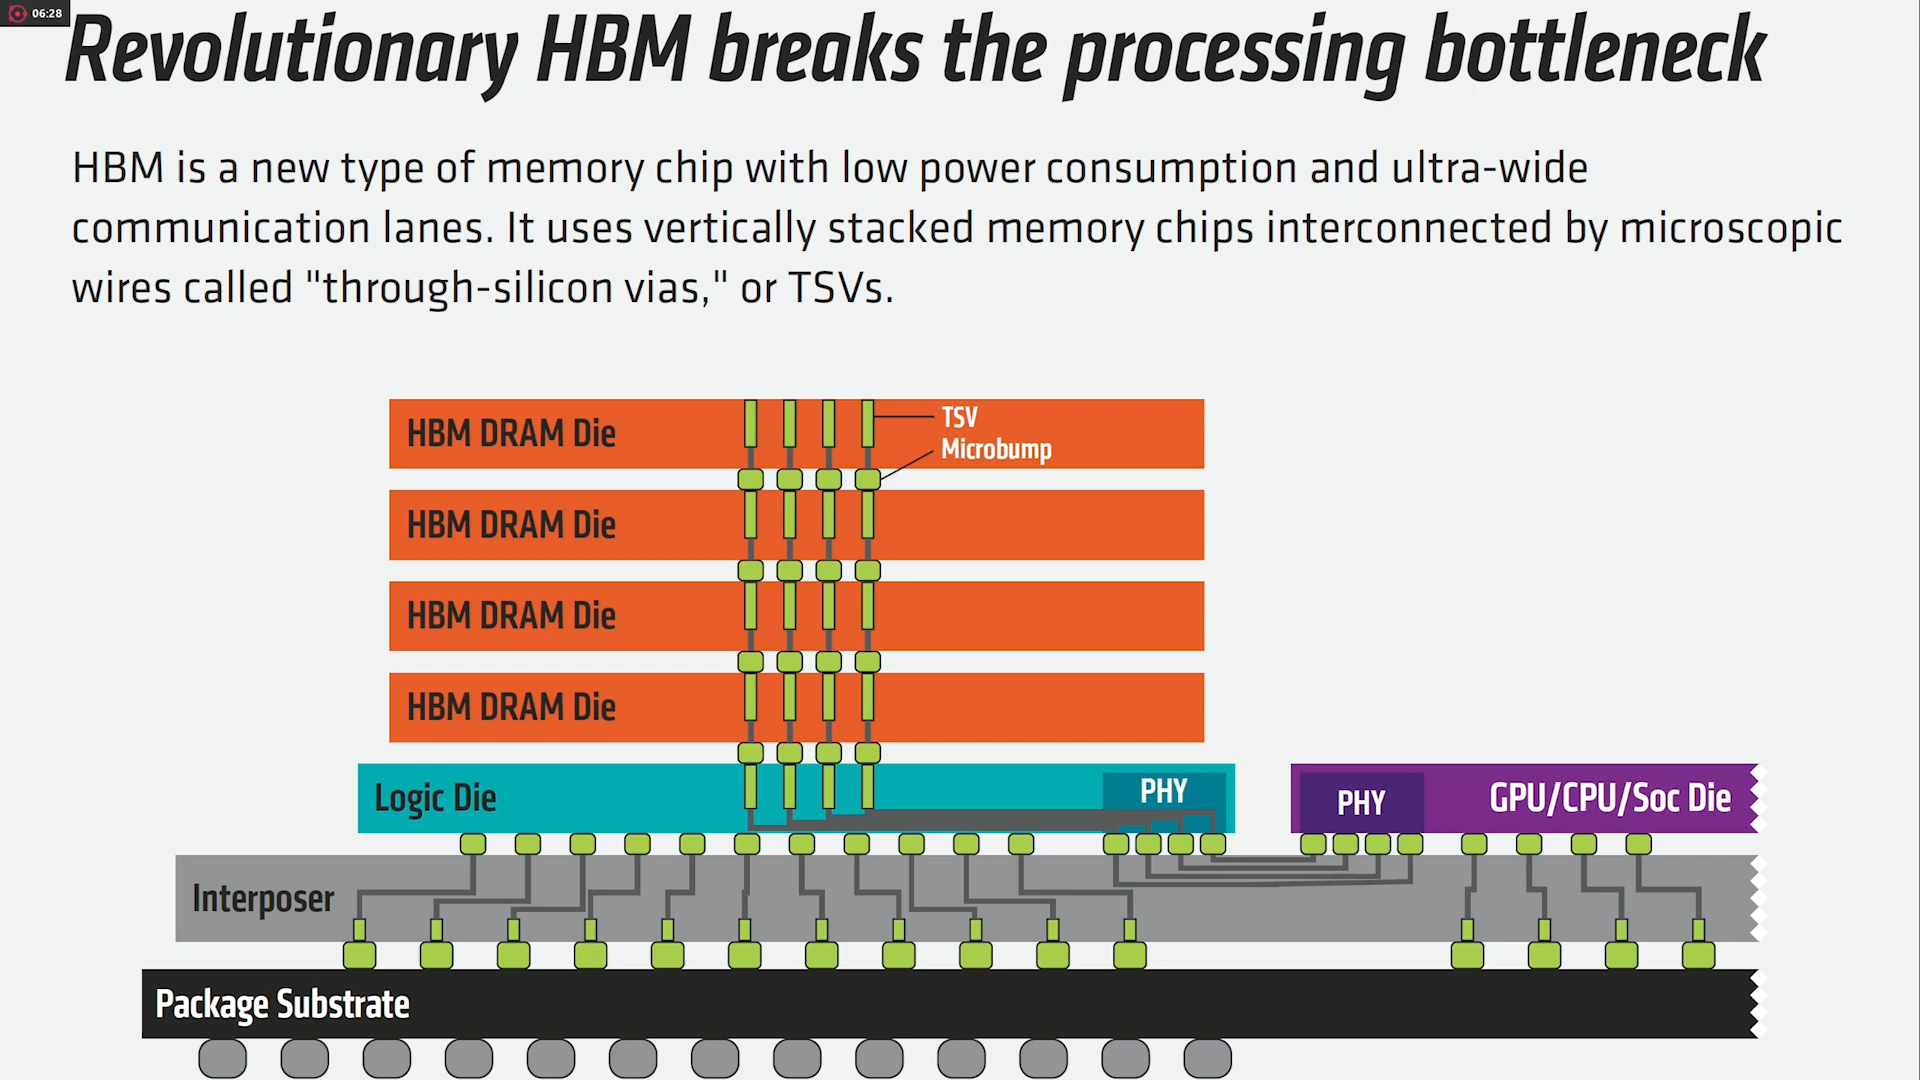 06:28
Revolutionary HBM breaks the processing bottleneck
HBM is a new type of memory chip with low power consumption and ultra-wide
communication lanes. It uses vertically stacked memory chips interconnected by microscopic
wires called "through-silicon vias," or TSVs.
HBM DRAM Die
TSV
Microbump
HBM DRAM Die
HBM DRAM Die
HBM DRAM Die
Logic Die
PHY
PHY
GPU/CPU/Soc Die
Interposer
Package Substrate